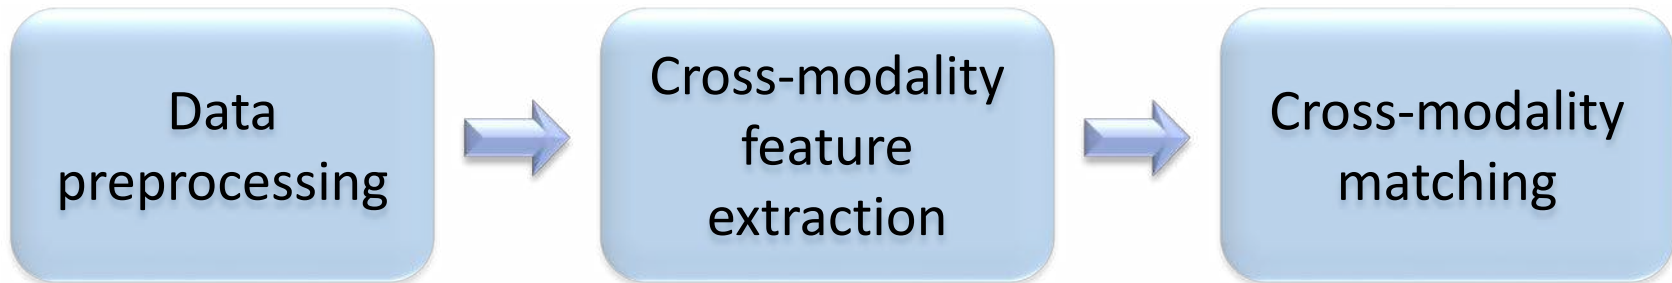 Data
preprocessing
Cross-modality
feature
extraction
Cross-modality
matching